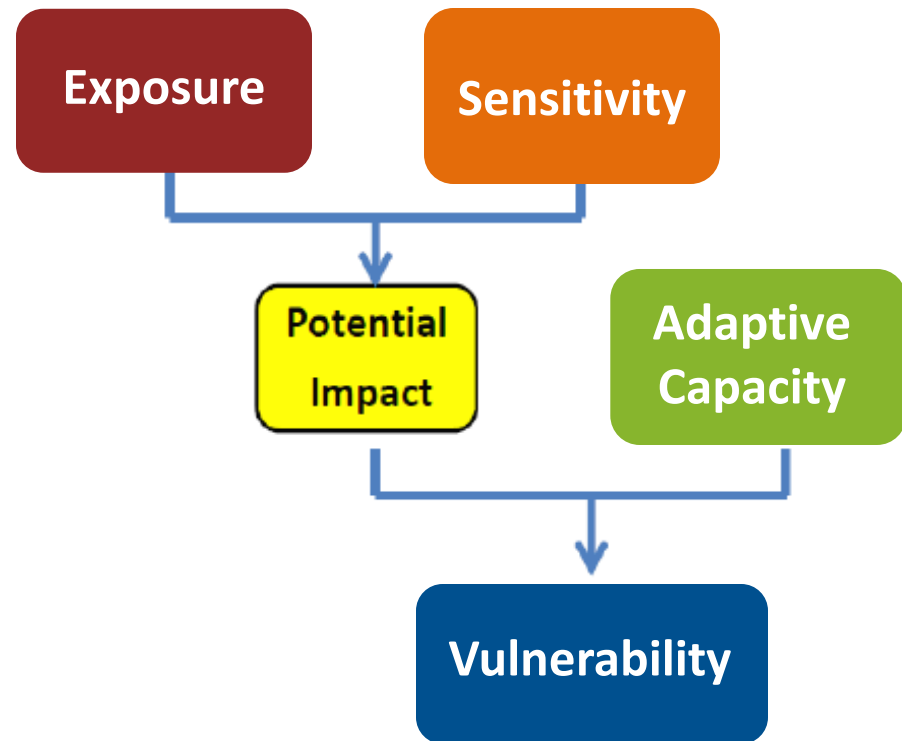 Exposure
Sensitivity
Potential
Impact
Adaptive
Capacity
Vulnerability